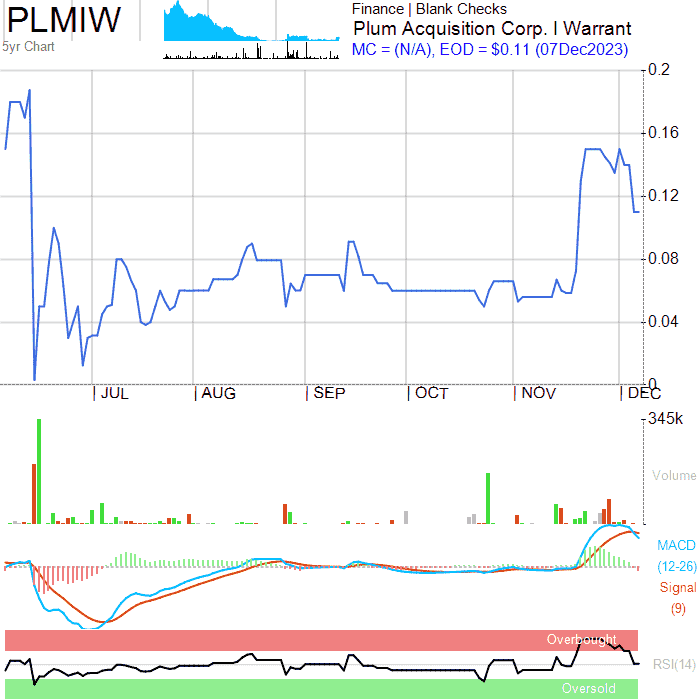 PLMIW
5yr Chart
Finance | Blank Checks
Plum Acquisition Corp. I Warrant
MC = (N/A), EOD = $0.11 (07Dec2023)
0.2
0.16
0.12
0.08
0.04
0
JUL AUG SEP OCT NOV DEC
345k
Volume
MACD
(12-26)
Signal
(9)
Overbought
RSI(14)
Oversold